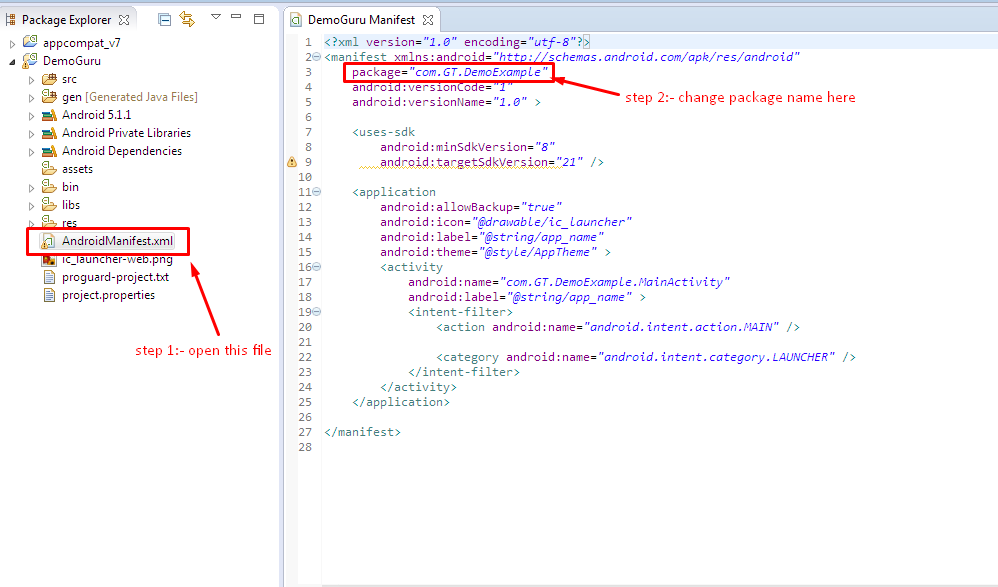 Package Explorer
appcompat_v7
DemoGuru
src
gen [Generated Java Files]
Android 5.1.1
Android Private Libraries
Android Dependencies
assets
bin
libs
res
AndroidManifest.xml
ic_launcher-web.png
proguard-project.txt
project.properties
step 1:- open this file
DemoGuru Manifest
1 <?xml version="1.0" encoding="utf-8"?>
2 <manifest xmlns:android="http://schemas.android.com/apk/res/android"
3 package="com.GT.DemoExample"
step 2:- change package name here
4 android:versionCode="1"
5 android:versionName="1.0" >
6
7 <uses-sdk
8 android:minSdkVersion="8"
9 android:targetSdkVersion="21" />
10
11 <application
12 android:allowBackup="true"
13 android:icon="@drawable/ic_launcher"
14 android:label="@string/app_name"
15 android:theme="@style/AppTheme" >
16 <activity
17 android:name="com.GT.DemoExample.MainActivity"
18 android:label="@string/app_name" >
19 <intent-filter>
20 <action android:name="android.intent.action.MAIN" />
21
22 <category android:name="android.intent.category.LAUNCHER" />
23 </intent-filter>
24 </activity>
25 </application>
26
27 </manifest>
28